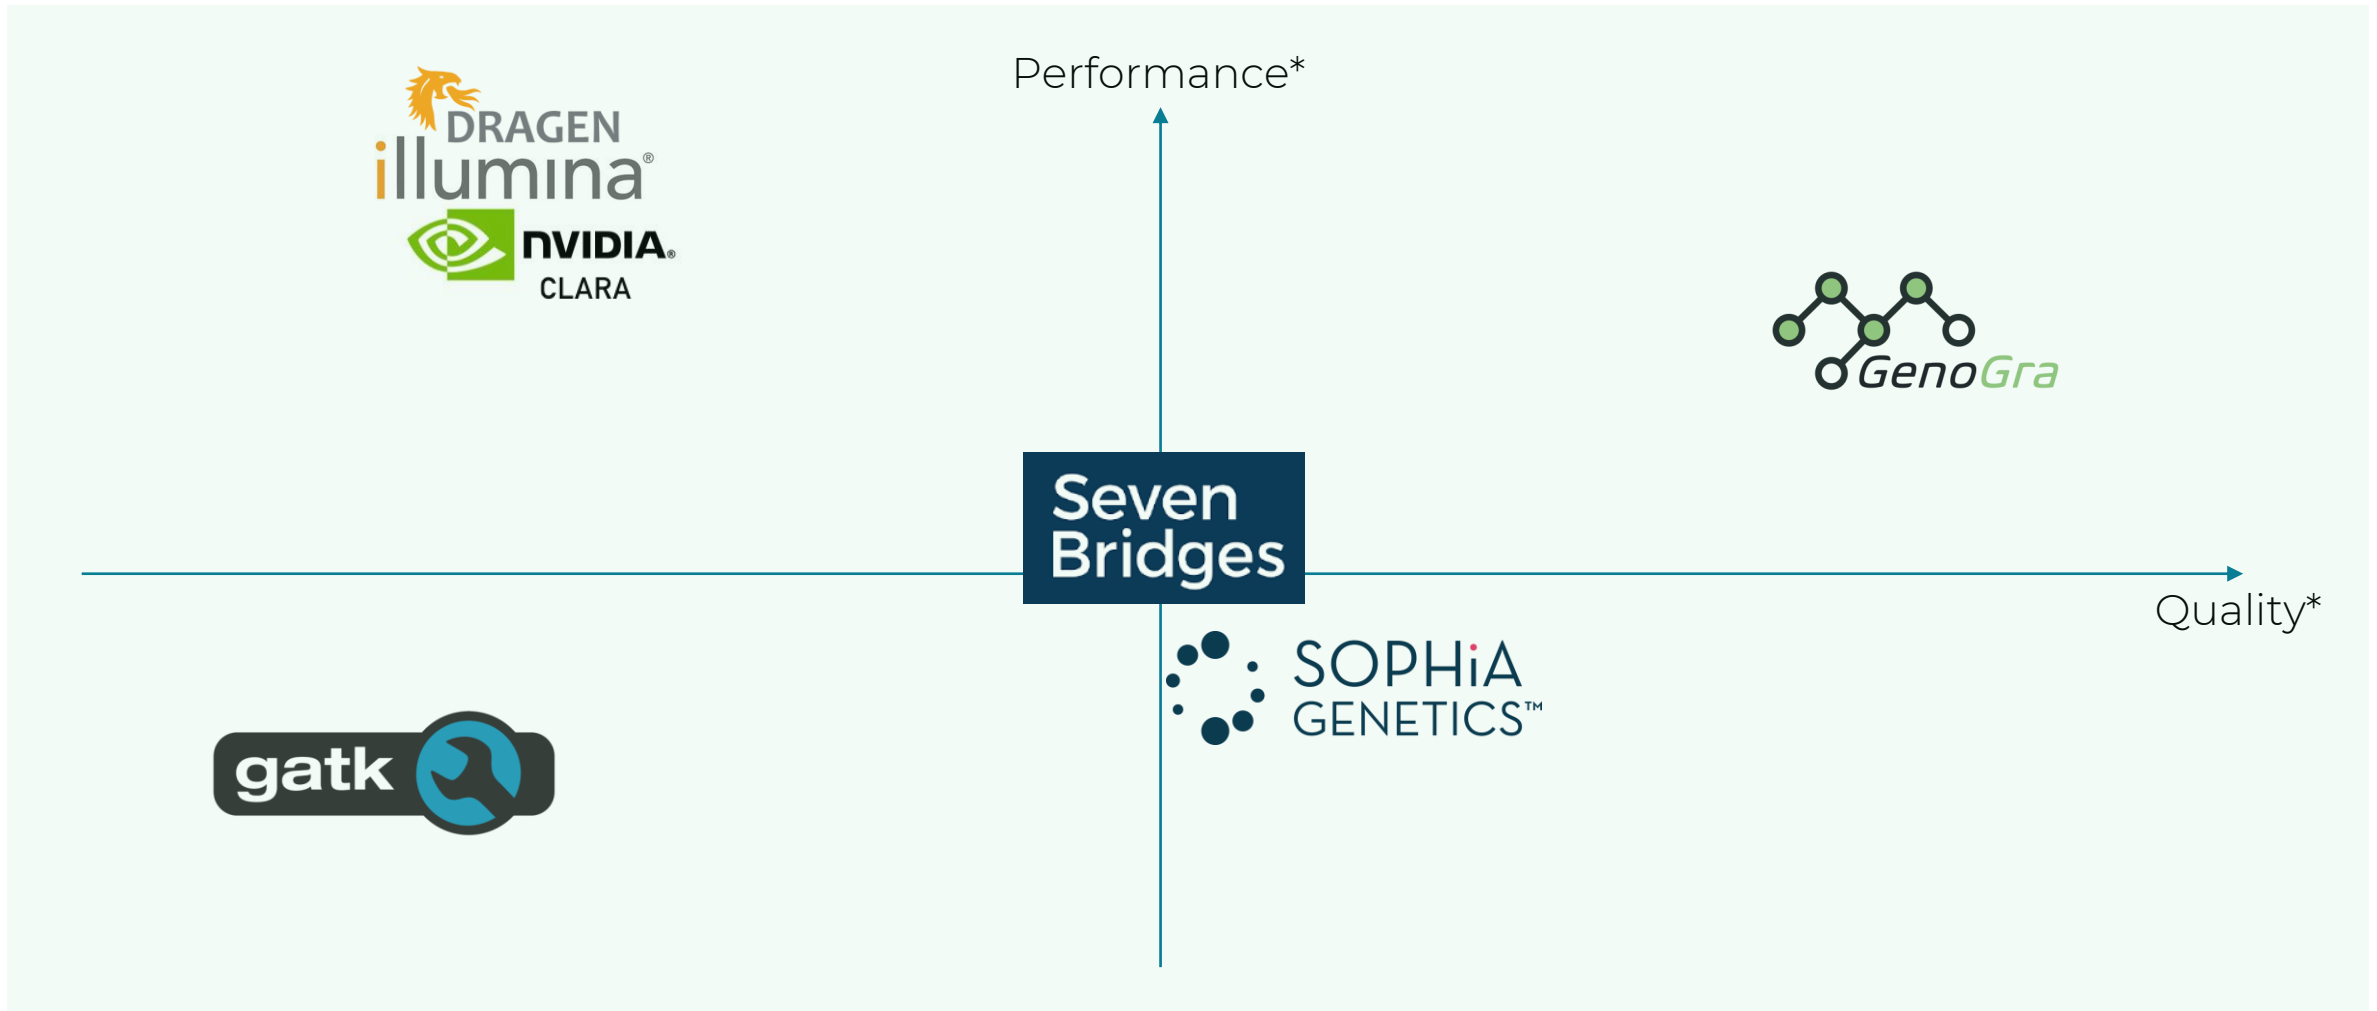 Performance*
DRAGEN
illumina®
NVIDIA®
CLARA
GenoGra
Seven
Bridges
Quality*
SOPHiA
GENETICS™
gatk